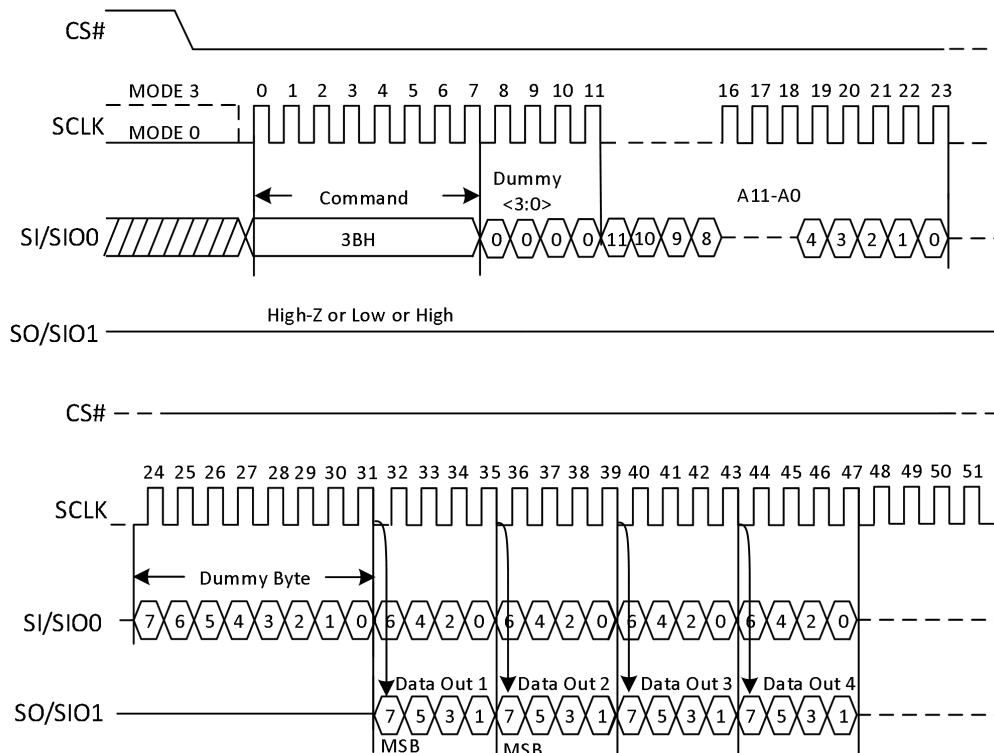 CS#
MODE 3
0 1 2 3 4 5 6 7 8 9 10 11 16 17 18 19 20 21 22 23
SCLK
MODE 0
Command
Dummy
<3:0>
A11-A0
SI/SIO0
3BH
0 0 0 0 11 10 9 8 4 3 2 1 0
High-Z or Low or High
SO/SIO1
CS#
24 25 26 27 28 29 30 31 32 33 34 35 36 37 38 39 40 41 42 43 44 45 46 47 48 49 50 51
SCLK
Dummy Byte
SI/SIO0
7 6 5 4 3 2 1 0 6 4 2 0 6 4 2 0 6 4 2 0 6 4 2 0
Data Out 1 Data Out 2 Data Out 3 Data Out 4
SO/SIO1
7 5 3 1 7 5 3 1 7 5 3 1 7 5 3 1
MSB MSB